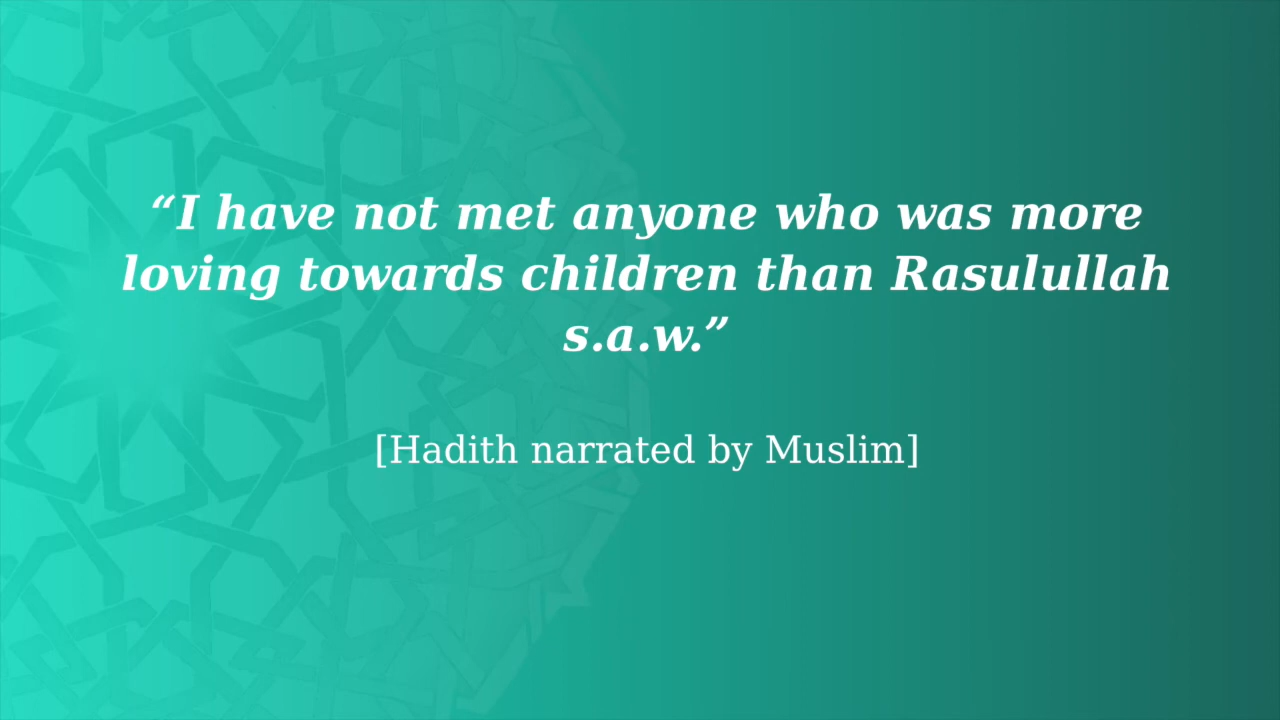 “I have not met anyone who was more
loving towards children than Rasulullah
s.a.w.”
[Hadith narrated by Muslim]